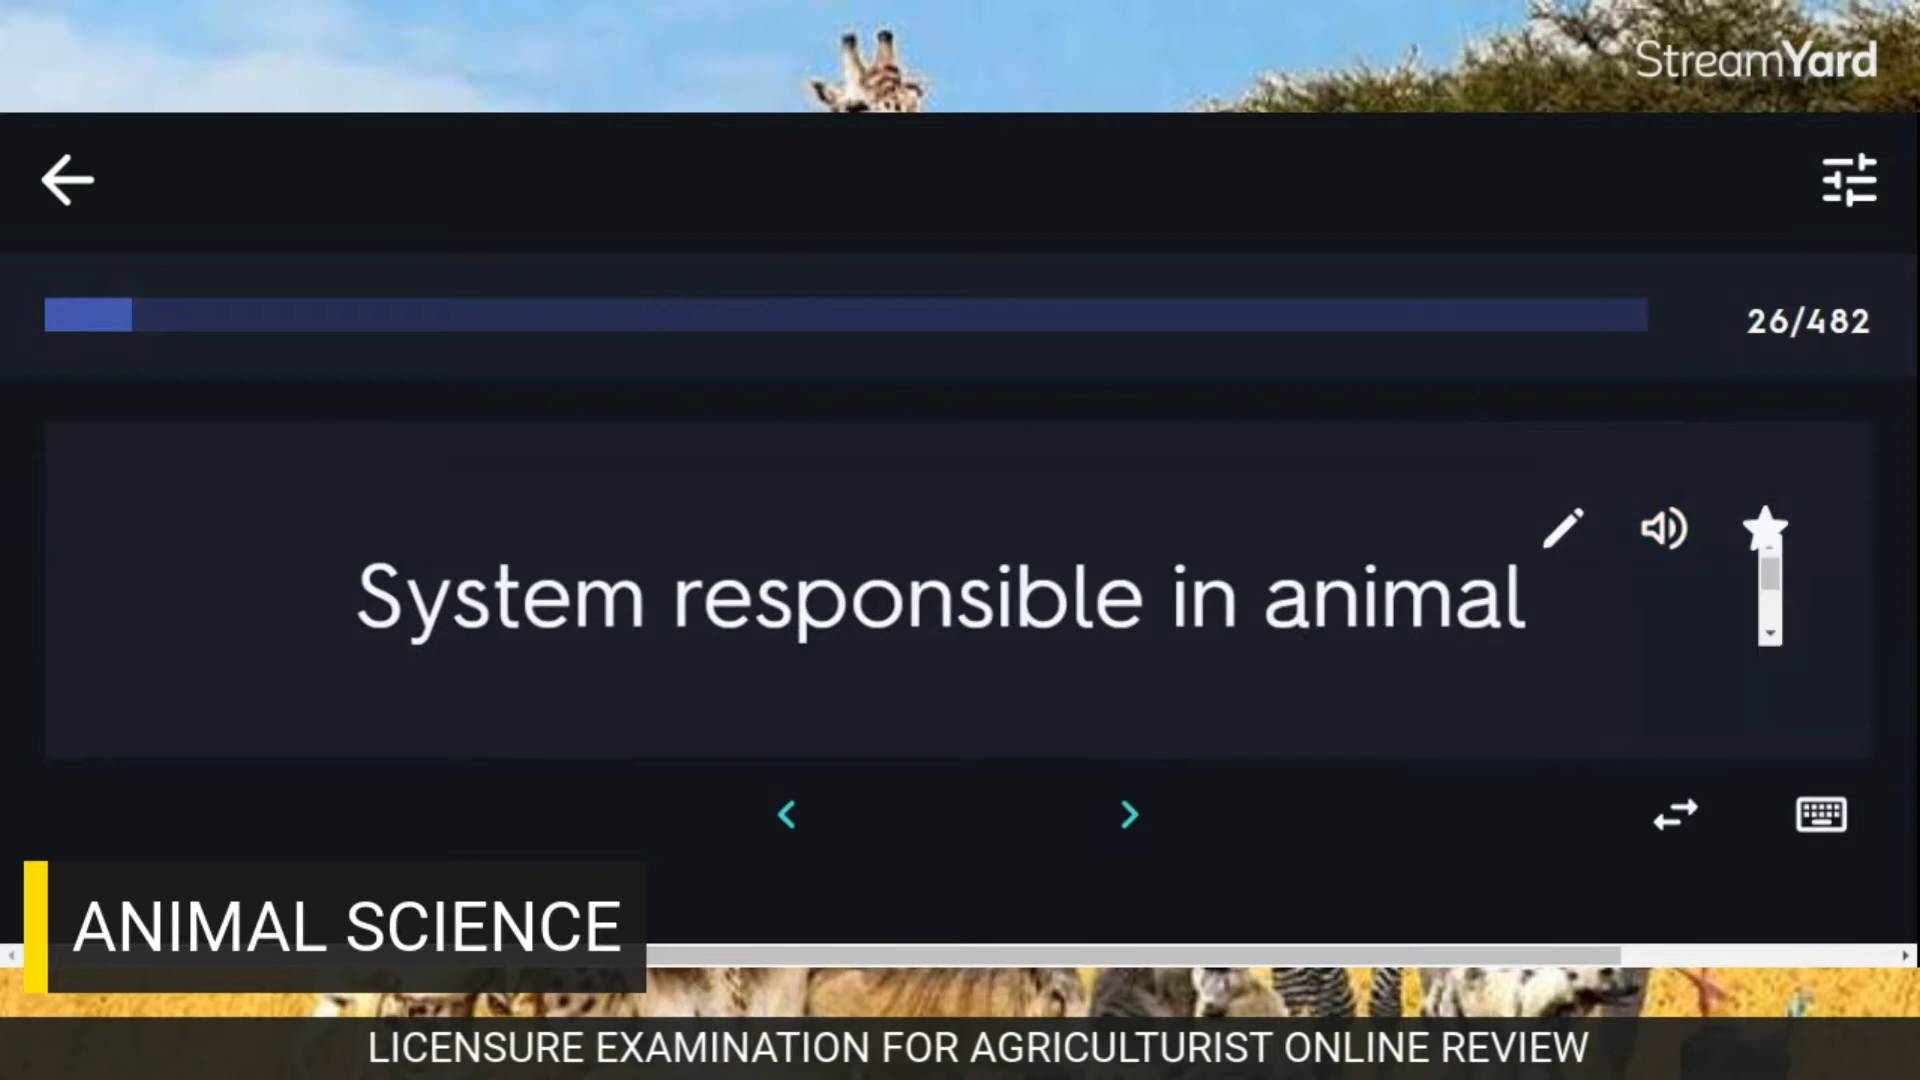 StreamYard
26/482
System responsible in animal
ANIMAL SCIENCE
LICENSURE EXAMINATION FOR AGRICULTURIST ONLINE REVIEW